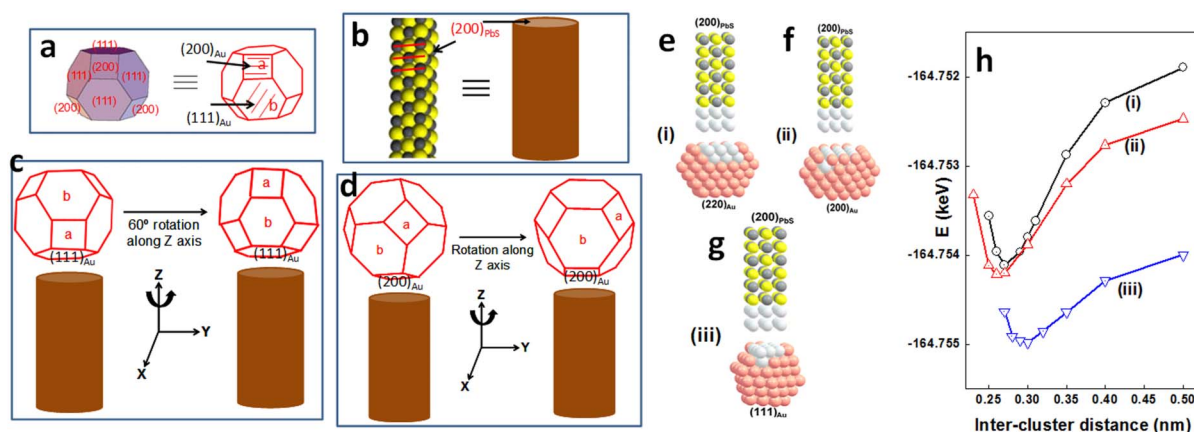 a
(111)
(111)
(200)
(111)
(200)
(111)
(200)
(200)Au
(111)Au
a
b
b
(200)PbS
c
b
a
(111)Au
60° rotation
along Z axis
a
b
(111)Au
Z
Y
X
d
a
b
(200)Au
Rotation along
Z axis
a
b
(200)Au
Z
Y
X
e
(200)PbS
(i)
(220)Au
f
(200)PbS
(ii)
(200)Au
g
(200)PbS
(iii)
(111)Au
h
E (keV)
-164.752
-164.753
-164.754
-164.755
(i)
(ii)
(iii)
0.25 0.30 0.35 0.40 0.45 0.50
Inter-cluster distance (nm)